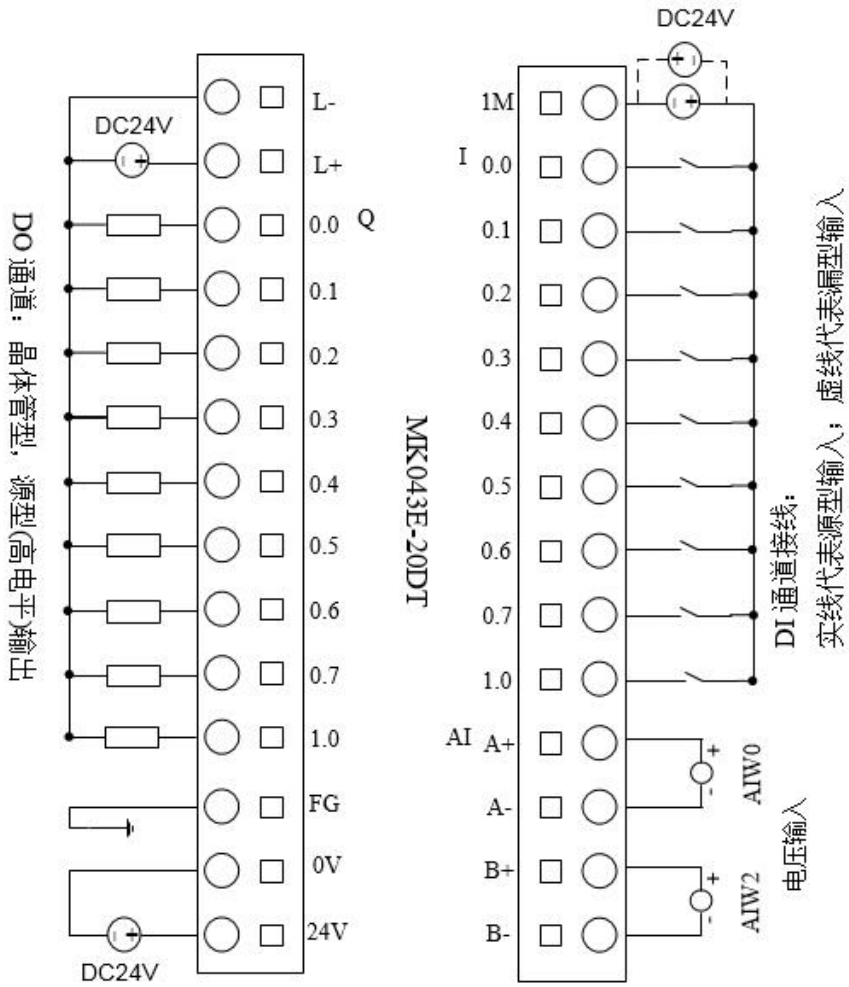 DC24V
L-
DC24V
L+
0.0 Q
0.1
0.2
0.3
0.4
0.5
0.6
0.7
1.0
FG
0V
24V
DC24V
DO 通道：晶体管型，源型(高电平)输出
MK043E-20DT
1M
I 0.0
0.1
0.2
0.3
0.4
0.5
0.6
0.7
1.0
AI A+
A-
B+
B-
DI 通道接线：
实线代表源型输入；虚线代表漏型输入
AIW0
AIW2
电压输入